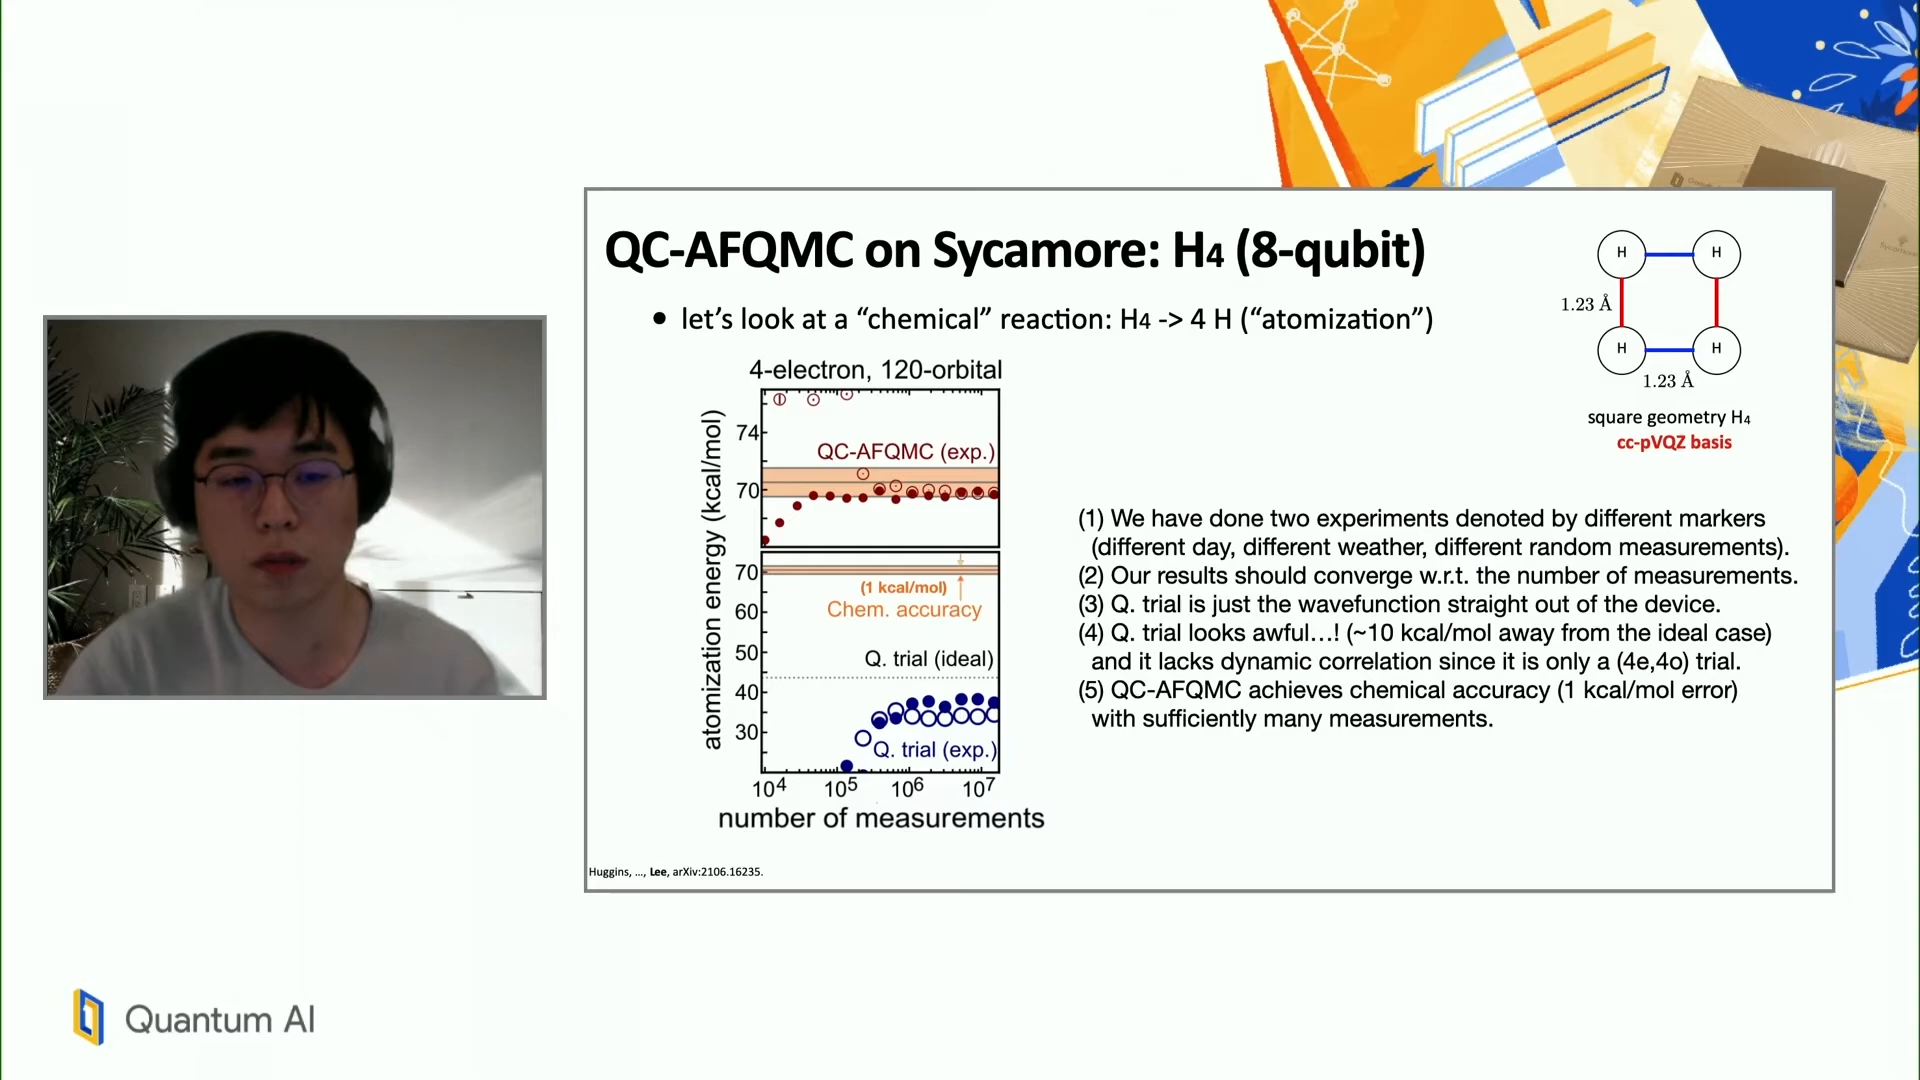 QC-AFQMC on Sycamore: H4 (8-qubit)
• let's look at a “chemical” reaction: H4 -> 4 H (“atomization”)
H
H
1.23 Å
H
H
1.23 Å
square geometry H4
cc-pVQZ basis
4-electron, 120-orbital
atomization energy (kcal/mol)
74
QC-AFQMC (exp.)
70
70
(1 kcal/mol)
60
Chem. accuracy
50
Q. trial (ideal)
40
30
Q. trial (exp.)
10⁴ 10⁵ 10⁶ 10⁷
number of measurements
(1) We have done two experiments denoted by different markers
(different day, different weather, different random measurements).
(2) Our results should converge w.r.t. the number of measurements.
(3) Q. trial is just the wavefunction straight out of the device.
(4) Q. trial looks awful...! (~10 kcal/mol away from the ideal case)
and it lacks dynamic correlation since it is only a (4e,4o) trial.
(5) QC-AFQMC achieves chemical accuracy (1 kcal/mol error)
with sufficiently many measurements.
Huggins, ..., Lee, arXiv:2106.16235.
Quantum AI